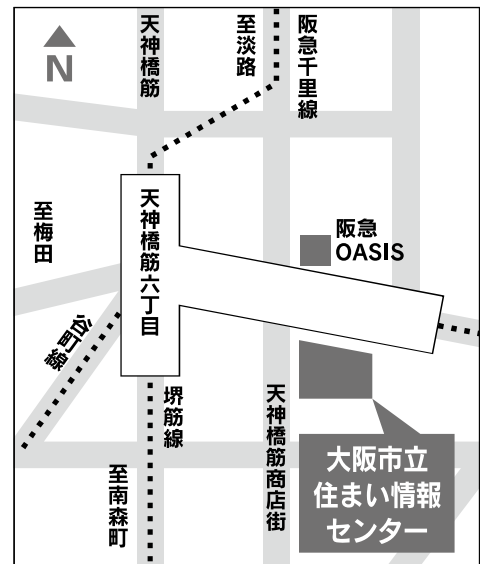 N
天神橋筋
至淡路
阪急千里線
至梅田
天神橋筋六丁目
阪急
OASIS
谷町線
堺筋線
天神橋筋商店街
至南森町
大阪市立
住まい情報
センター